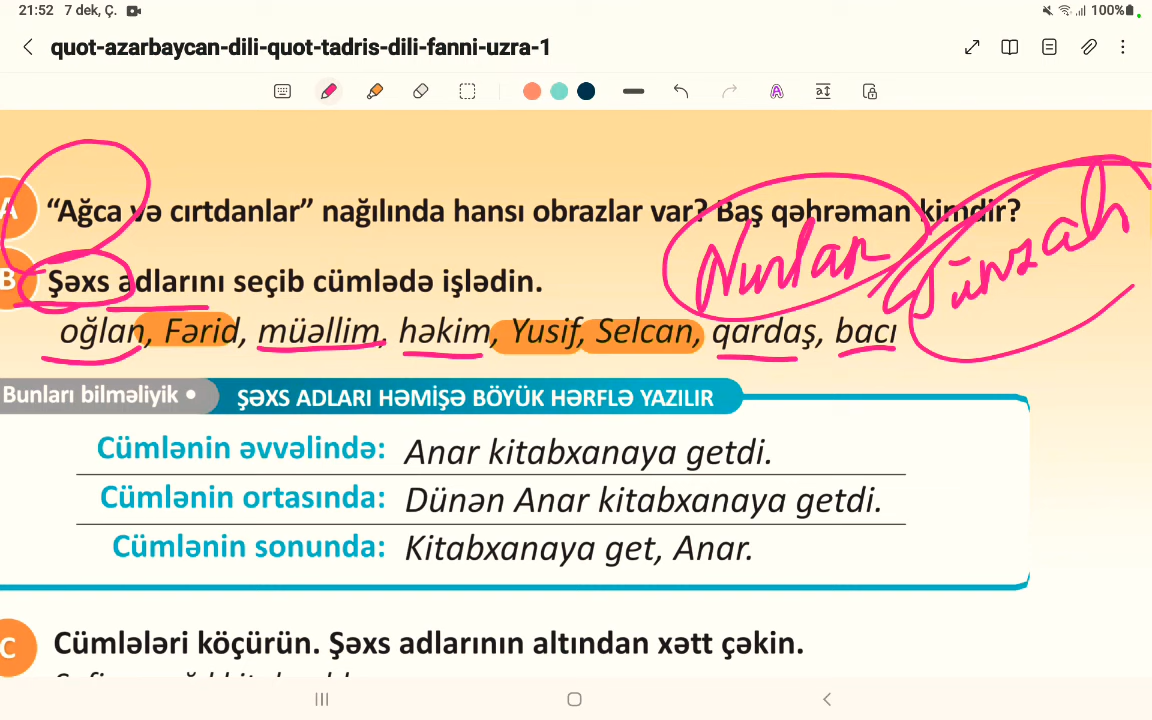 21:52 7 dek, Ç. 100%
quot-azarbaycan-dili-quot-tadris-dili-fanni-uzra-1
A “Ağca və cırtdanlar” nağılında hansı obrazlar var? Baş qəhrəman kimdir?
Nurlan
B Şəxs adlarını seçib cümlədə işlədin.
oğlan, Fərid, müəllim, həkim, Yusif, Selcan, qardaş, bacı
Bunları bilməliyik • ŞƏXS ADLARI HƏMİŞƏ BÖYÜK HƏRFLƏ YAZILIR
Cümlənin əvvəlində: Anar kitabxanaya getdi.
Cümlənin ortasında: Dünən Anar kitabxanaya getdi.
Cümlənin sonunda: Kitabxanaya get, Anar.
C Cümlələri köçürün. Şəxs adlarının altından xətt çəkin.